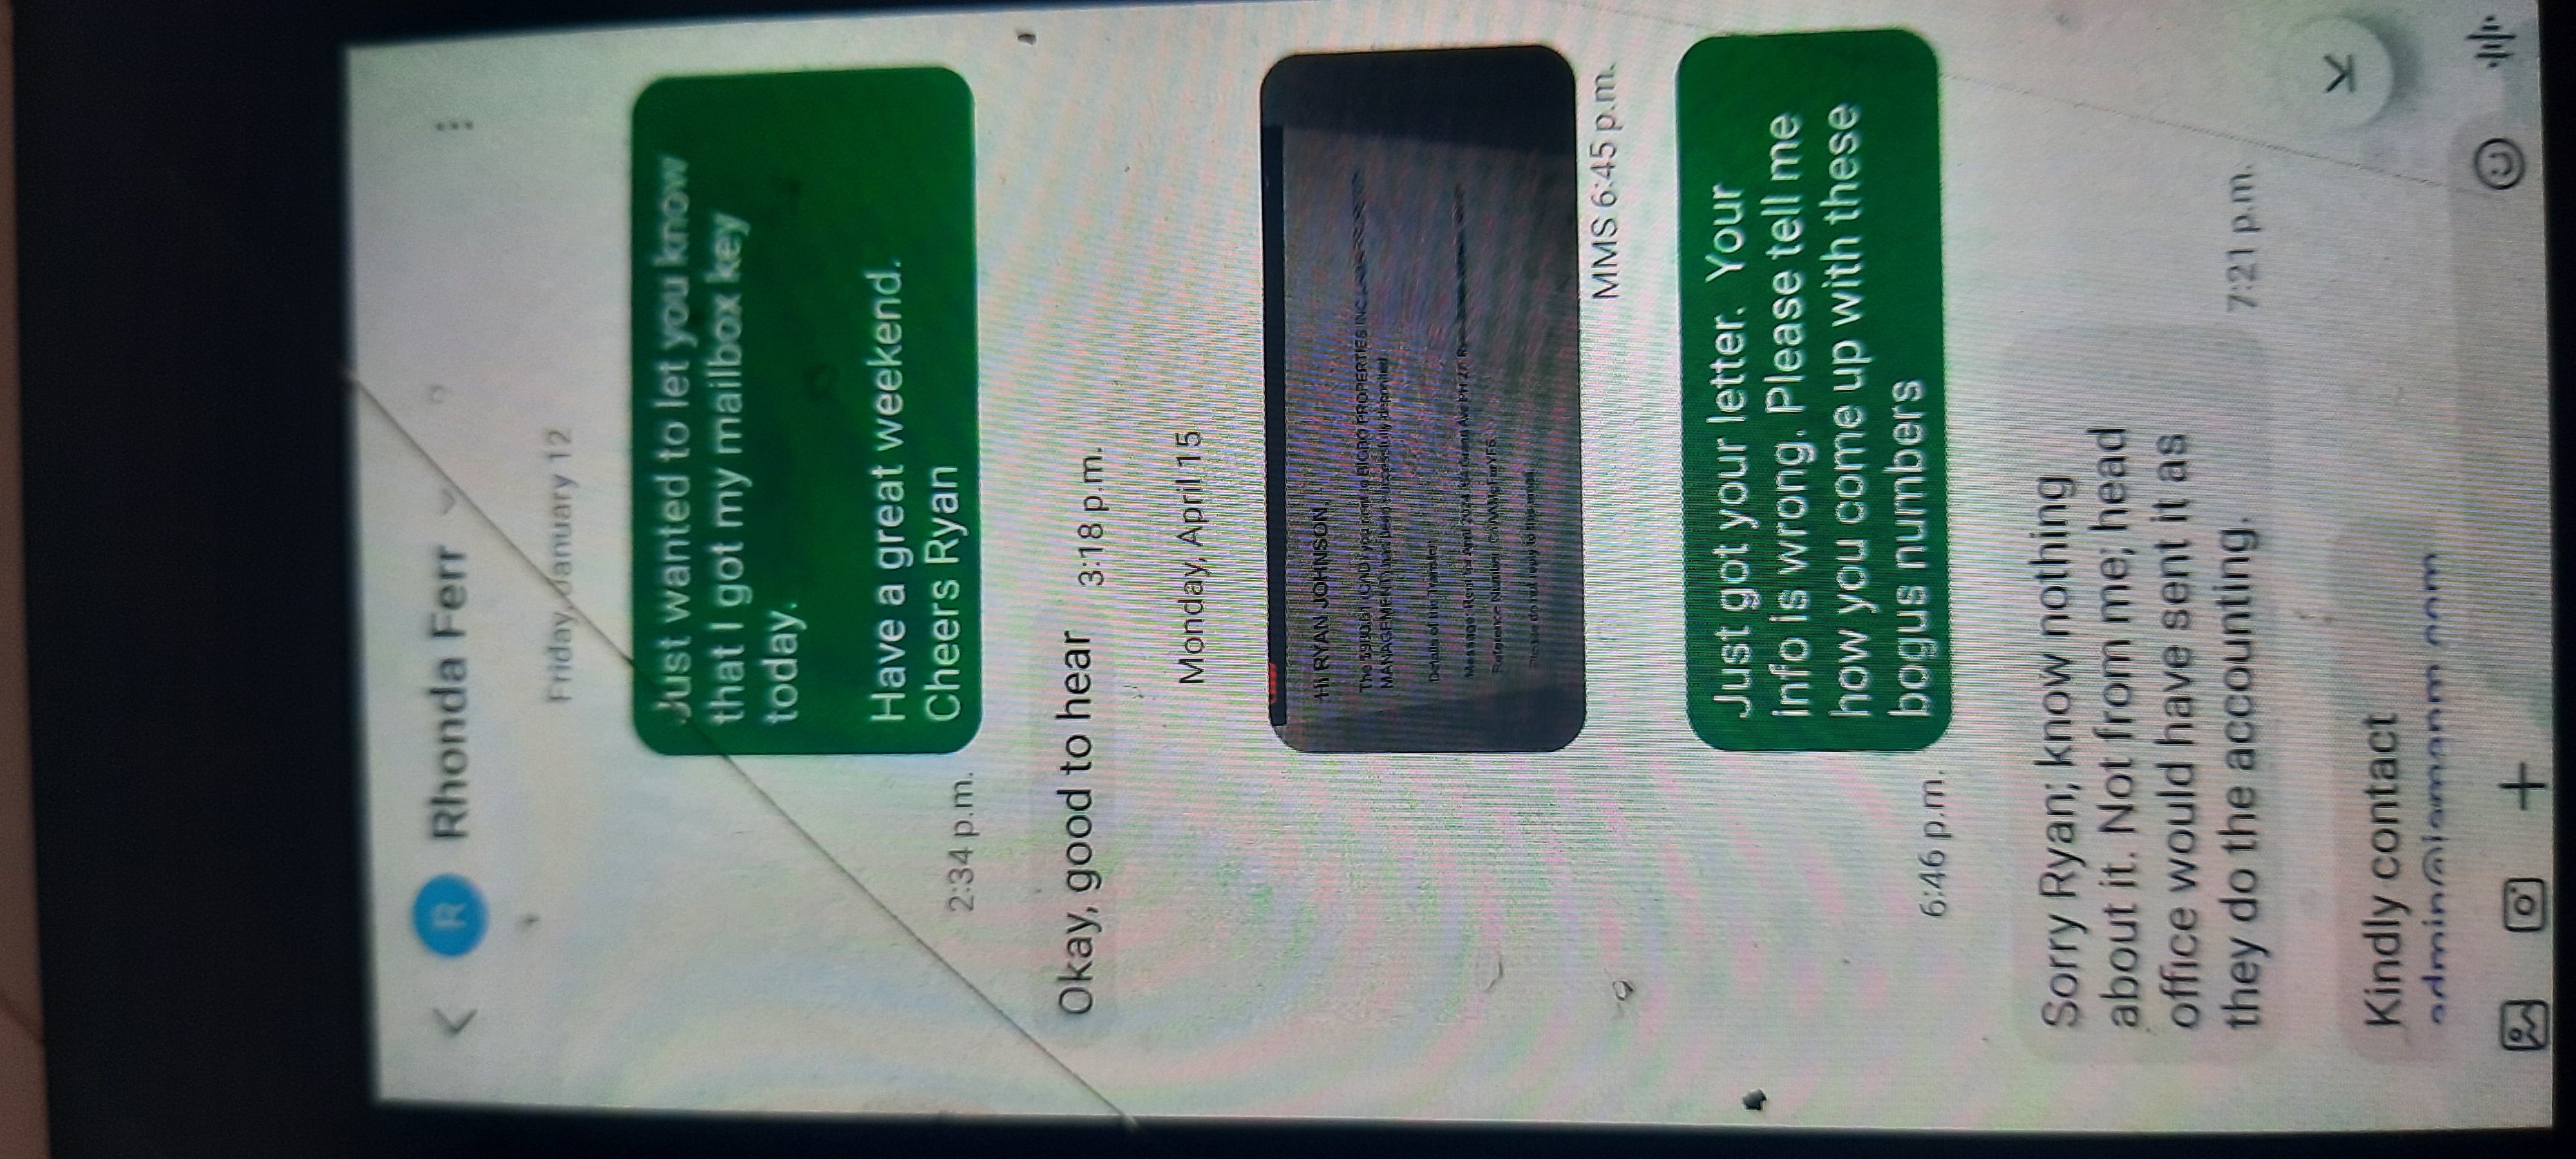 R Rhonda Ferr
Friday, January 12
Just wanted to let you know
that I got my mailbox key
today.
Have a great weekend.
Cheers Ryan
2:34 p.m.
Okay, good to hear
3:18 p.m.
Monday, April 15
HI RYAN JOHNSON,
The $980.51 (CAD) you sent to BIGBO PROPERTIES INC
MANAGEMENT) has been successfully deposited.
Details of the Transfer:
Message: Rent for April 2024 Grand Ave PH 27
Reference Number:
Please do not reply to this email.
MMS 6:45 p.m.
Just got your letter. Your
info is wrong. Please tell me
how you come up with these
bogus numbers
6:46 p.m.
Sorry Ryan; know nothing
about it. Not from me; head
office would have sent it as
they do the accounting.
7:21 p.m.
Kindly contact